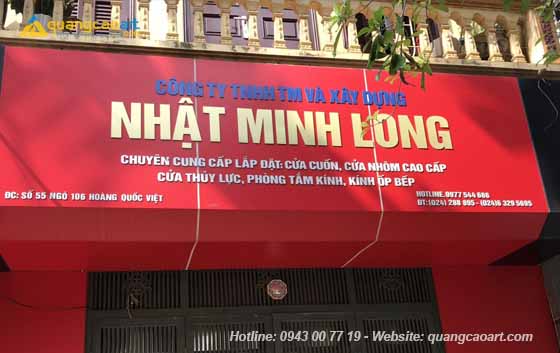 quangcaoart.com
CÔNG TY TNHH TM VÀ XÂY DỰNG
NHẬT MINH LONG
CHUYÊN CUNG CẤP LẮP ĐẶT: CỬA CUỐN, CỬA NHÔM CAO CẤP
CỬA THỦY LỰC, PHÒNG TẮM KÍNH, KÍNH ỐP BẾP
ĐC: SỐ 55 NGÕ 106 HOÀNG QUỐC VIỆT
HOTLINE: 0977 544 666
ĐT: (024) 288 895 - (024)6 329 5695
Hotline: 0943 00 77 19 - Website: quangcaoart.com